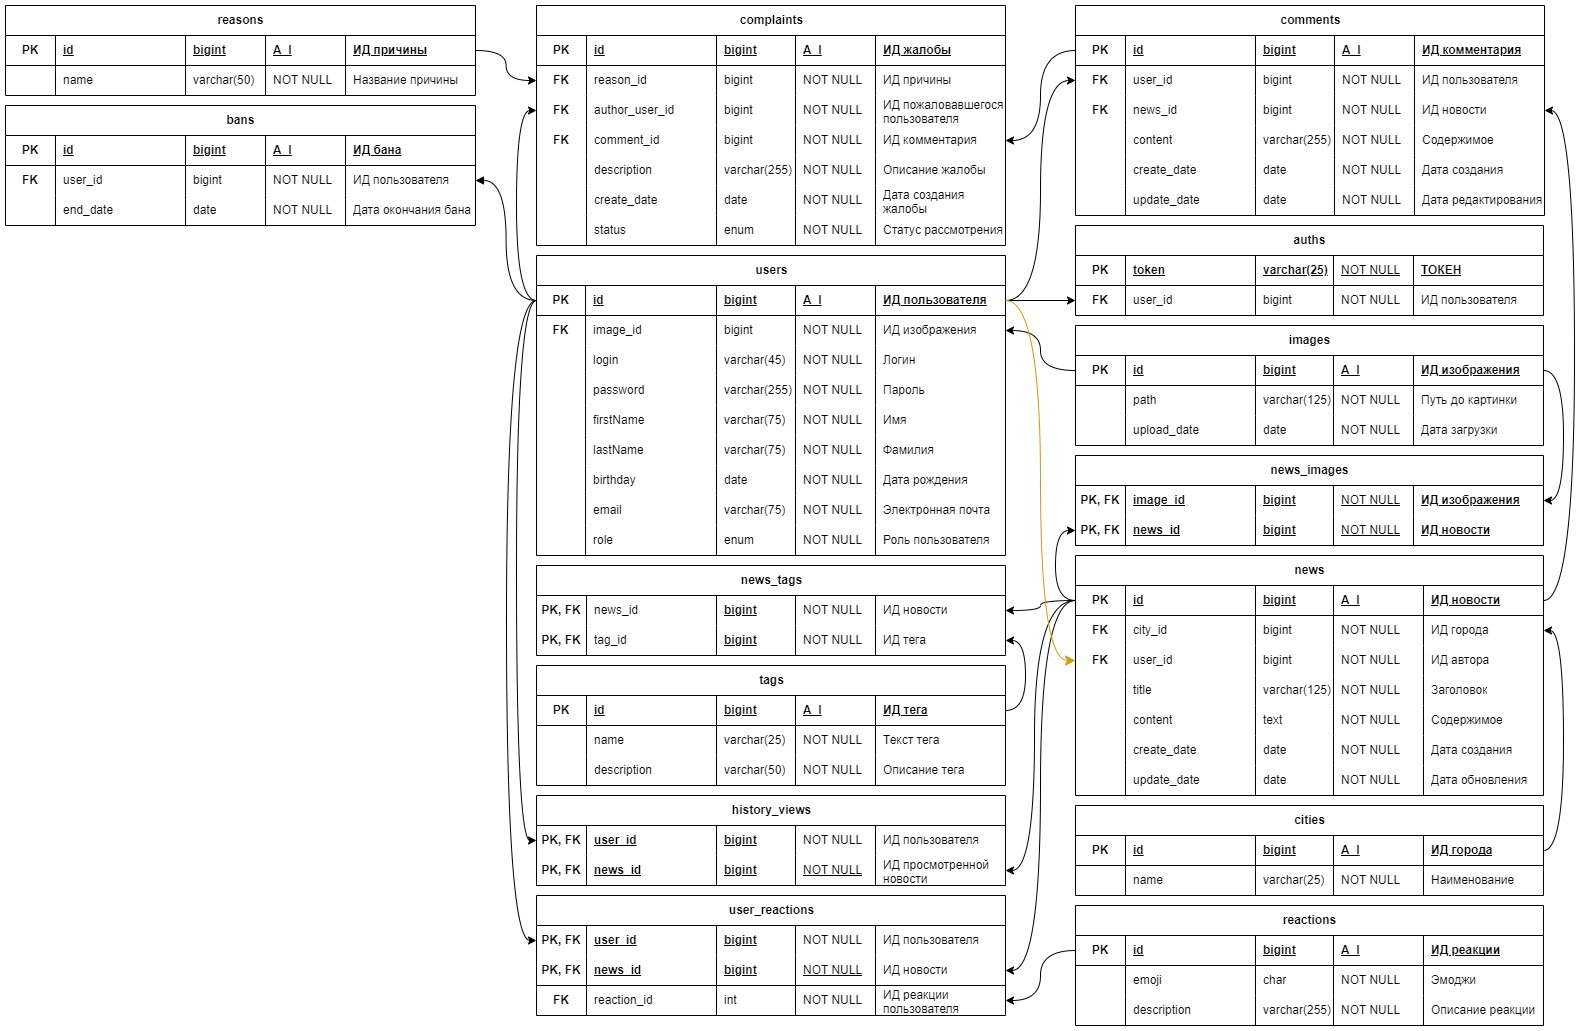 reasons
PK id bigint A_I ИД причины
name varchar(50) NOT NULL Название причины
bans
PK id bigint A_I ИД бана
FK user_id bigint NOT NULL ИД пользователя
end_date date NOT NULL Дата окончания бана
complaints
PK id bigint A_I ИД жалобы
FK reason_id bigint NOT NULL ИД причины
FK author_user_id bigint NOT NULL ИД пожаловавшегося
пользователя
FK comment_id bigint NOT NULL ИД комментария
description varchar(255) NOT NULL Описание жалобы
create_date date NOT NULL Дата создания
жалобы
status enum NOT NULL Статус рассмотрения
users
PK id bigint A_I ИД пользователя
FK image_id bigint NOT NULL ИД изображения
login varchar(45) NOT NULL Логин
password varchar(255) NOT NULL Пароль
firstName varchar(75) NOT NULL Имя
lastName varchar(75) NOT NULL Фамилия
birthday date NOT NULL Дата рождения
email varchar(75) NOT NULL Электронная почта
role enum NOT NULL Роль пользователя
news_tags
PK, FK news_id bigint NOT NULL ИД новости
PK, FK tag_id bigint NOT NULL ИД тега
tags
PK id bigint A_I ИД тега
name varchar(25) NOT NULL Текст тега
description varchar(50) NOT NULL Описание тега
history_views
PK, FK user_id bigint NOT NULL ИД пользователя
PK, FK news_id bigint NOT NULL ИД просмотренной
новости
user_reactions
PK, FK user_id bigint NOT NULL ИД пользователя
PK, FK news_id bigint NOT NULL ИД новости
FK reaction_id int NOT NULL ИД реакции
пользователя
comments
PK id bigint A_I ИД комментария
FK user_id bigint NOT NULL ИД пользователя
FK news_id bigint NOT NULL ИД новости
content varchar(255) NOT NULL Содержимое
create_date date NOT NULL Дата создания
update_date date NOT NULL Дата редактирования
auths
PK token varchar(25) NOT NULL ТОКЕН
FK user_id bigint NOT NULL ИД пользователя
images
PK id bigint A_I ИД изображения
path varchar(125) NOT NULL Путь до картинки
upload_date date NOT NULL Дата загрузки
news_images
PK, FK image_id bigint NOT NULL ИД изображения
PK, FK news_id bigint NOT NULL ИД новости
news
PK id bigint A_I ИД новости
FK city_id bigint NOT NULL ИД города
FK user_id bigint NOT NULL ИД автора
title varchar(125) NOT NULL Заголовок
content text NOT NULL Содержимое
create_date date NOT NULL Дата создания
update_date date NOT NULL Дата обновления
cities
PK id bigint A_I ИД города
name varchar(25) NOT NULL Наименование
reactions
PK id bigint A_I ИД реакции
emoji char NOT NULL Эмоджи
description varchar(255) NOT NULL Описание реакции